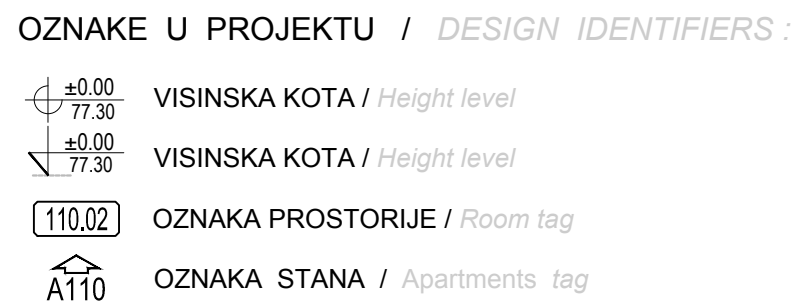 OZNAKE U PROJEKTU / DESIGN IDENTIFIERS :
±0.00
77.30
VISINSKA KOTA / Height level
±0.00
77.30
VISINSKA KOTA / Height level
110.02 OZNAKA PROSTORIJE / Room tag
A110 OZNAKA STANA / Apartments tag